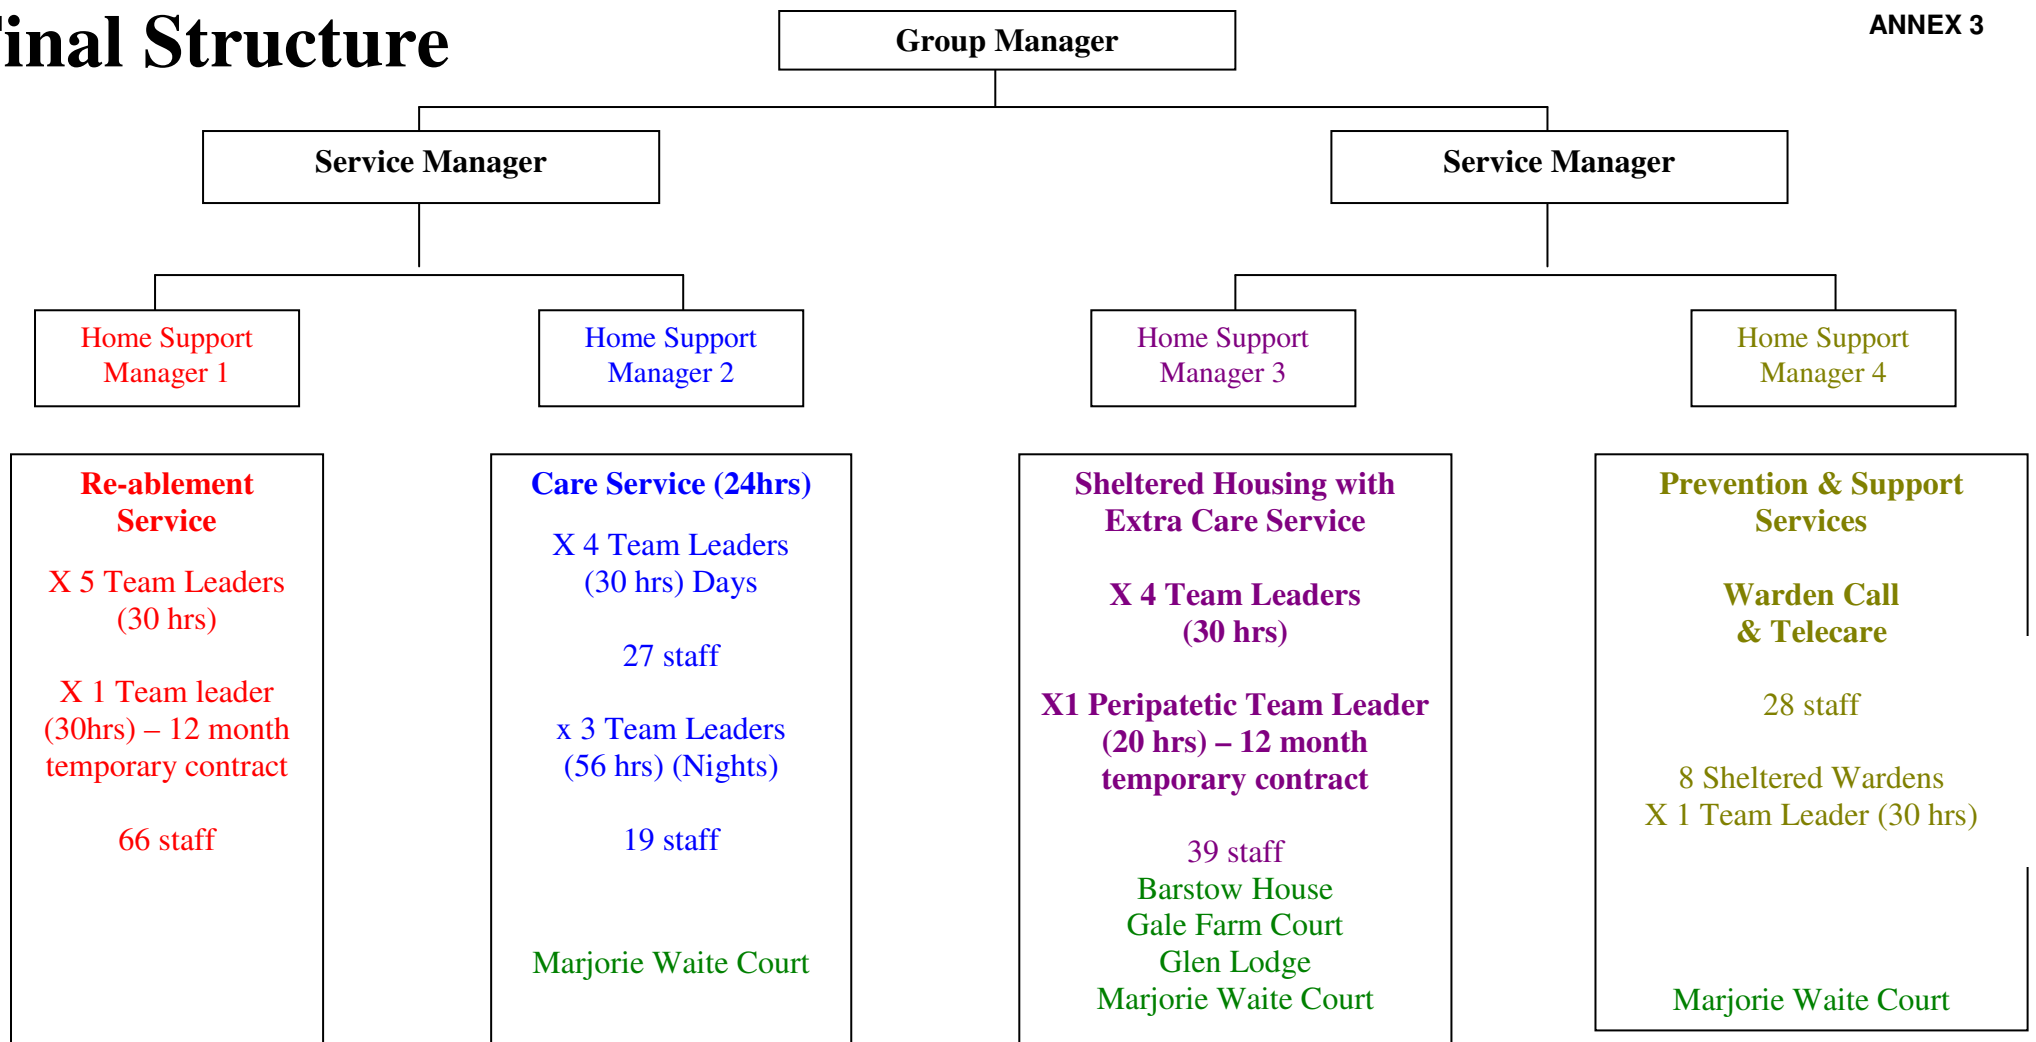 inal Structure
ANNEX 3
Group Manager
Service Manager
Service Manager
Home Support
Manager 1
Home Support
Manager 2
Home Support
Manager 3
Home Support
Manager 4
Re-ablement
Service
X 5 Team Leaders
(30 hrs)
X 1 Team leader
(30hrs) – 12 month
temporary contract
66 staff
Care Service (24hrs)
X 4 Team Leaders
(30 hrs) Days
27 staff
x 3 Team Leaders
(56 hrs) (Nights)
19 staff
Marjorie Waite Court
Sheltered Housing with
Extra Care Service
X 4 Team Leaders
(30 hrs)
X1 Peripatetic Team Leader
(20 hrs) – 12 month
temporary contract
39 staff
Barstow House
Gale Farm Court
Glen Lodge
Marjorie Waite Court
Prevention & Support
Services
Warden Call
& Telecare
28 staff
8 Sheltered Wardens
X 1 Team Leader (30 hrs)
Marjorie Waite Court